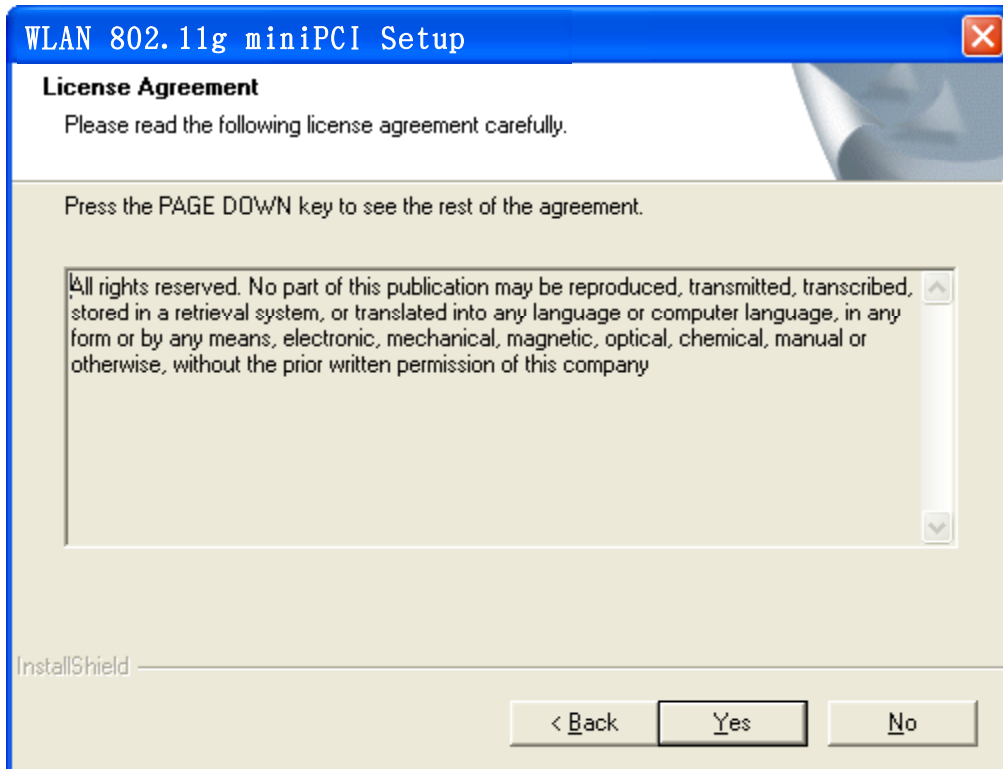 WLAN 802.11g miniPCI Setup
License Agreement
Please read the following license agreement carefully.
Press the PAGE DOWN key to see the rest of the agreement.
All rights reserved. No part of this publication may be reproduced, transmitted, transcribed,
stored in a retrieval system, or translated into any language or computer language, in any
form or by any means, electronic, mechanical, magnetic, optical, chemical, manual or
otherwise, without the prior written permission of this company
InstallShield
< Back
Yes
No